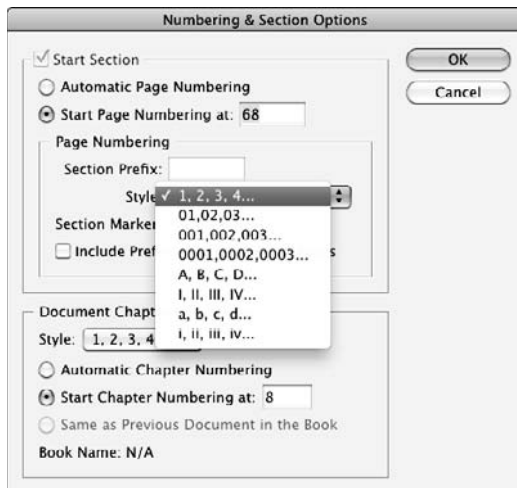 Numbering & Section Options
Start Section
OK
Automatic Page Numbering
Cancel
Start Page Numbering at: 68
Page Numbering
Section Prefix:
Style
1, 2, 3, 4...
01,02,03...
Section Marker
001,002,003...
Include Pref
0001,0002,0003...
s
A, B, C, D...
I, II, III, IV...
Document Chapt
a, b, c, d...
Style: 1, 2, 3, 4
i, ii, iii, iv...
Automatic Chapter Numbering
Start Chapter Numbering at: 8
Same as Previous Document in the Book
Book Name: N/A